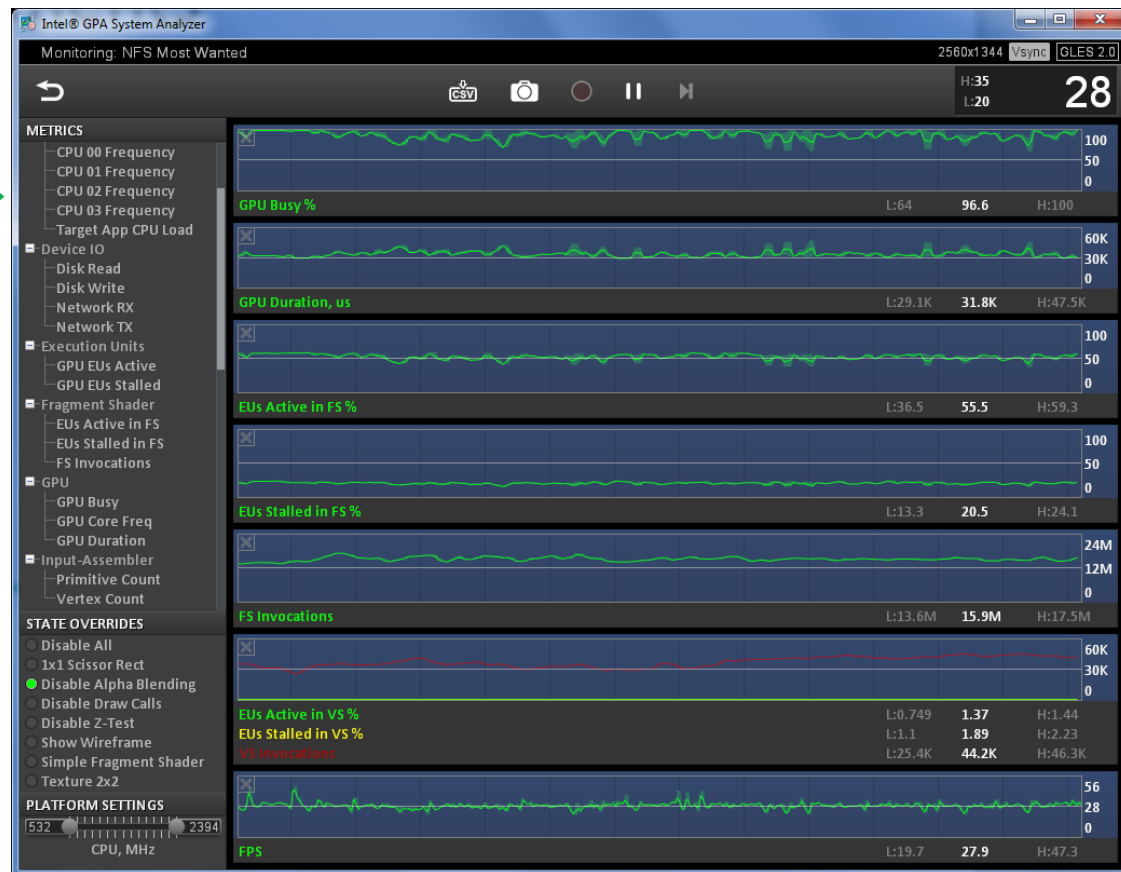 Intel® GPA System Analyzer
Monitoring: NFS Most Wanted 2560x1344 Vsync GLES 2.0
CSV
H:35
L:20
28
METRICS
CPU 00 Frequency
CPU 01 Frequency
CPU 02 Frequency
CPU 03 Frequency
Target App CPU Load
Device IO
Disk Read
Disk Write
Network RX
Network TX
Execution Units
GPU EUs Active
GPU EUs Stalled
Fragment Shader
EUs Active in FS
EUs Stalled in FS
FS Invocations
GPU
GPU Busy
GPU Core Freq
GPU Duration
Input-Assembler
Primitive Count
Vertex Count
STATE OVERRIDES
Disable All
1x1 Scissor Rect
Disable Alpha Blending
Disable Draw Calls
Disable Z-Test
Show Wireframe
Simple Fragment Shader
Texture 2x2
PLATFORM SETTINGS
532 2394
CPU, MHz
100
50
0
GPU Busy % L:64 96.6 H:100
60K
30K
0
GPU Duration, us L:29.1K 31.8K H:47.5K
100
50
0
EUs Active in FS % L:36.5 55.5 H:59.3
100
50
0
EUs Stalled in FS % L:13.3 20.5 H:24.1
24M
12M
0
FS Invocations L:13.6M 15.9M H:17.5M
60K
30K
0
EUs Active in VS % L:0.749 1.37 H:1.44
EUs Stalled in VS % L:1.1 1.89 H:2.23
VS Invocations L:25.4K 44.2K H:46.3K
56
28
0
FPS L:19.7 27.9 H:47.3